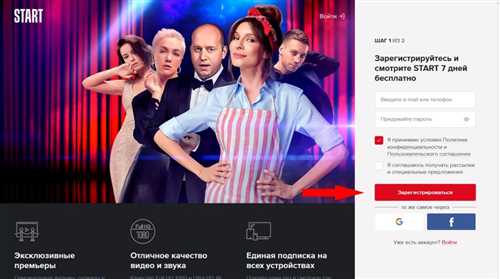 START
Войти
ШАГ 1 ИЗ 2
Зарегистрируйтесь и
смотрите START 7 дней
бесплатно
Введите e-mail или телефон
Придумайте пароль
Я принимаю условия Политики
конфиденциальности и
Пользовательского соглашения
Я соглашаюсь получать рассылки
и специальные предложения
Зарегистрироваться
то же самое через
G
f
Уже есть аккаунт? Войти
Full HD
1080
Эксклюзивные
премьеры
Отличное качество
видео и звука
Единая подписка на
всех устройствах